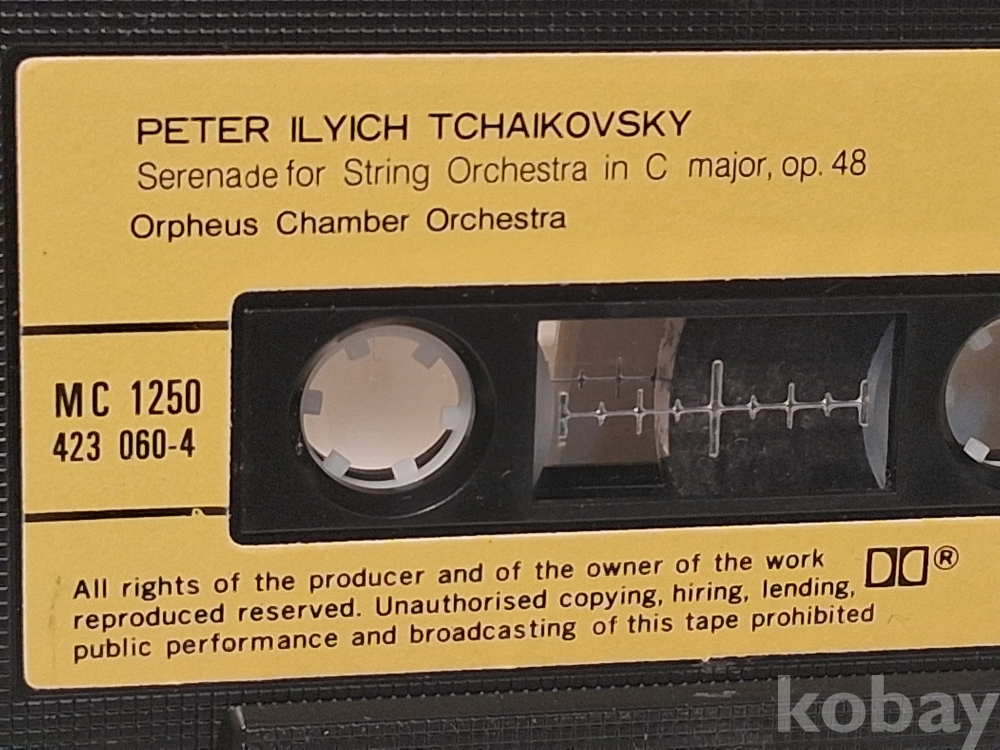 PETER ILYICH TCHAIKOVSKY
Serenade for String Orchestra in C major, op. 48
Orpheus Chamber Orchestra
MC 1250
423 060-4
All rights of the producer and of the owner of the work
reproduced reserved. Unauthorised copying, hiring, lending,
public performance and broadcasting of this tape prohibited
®
kobay